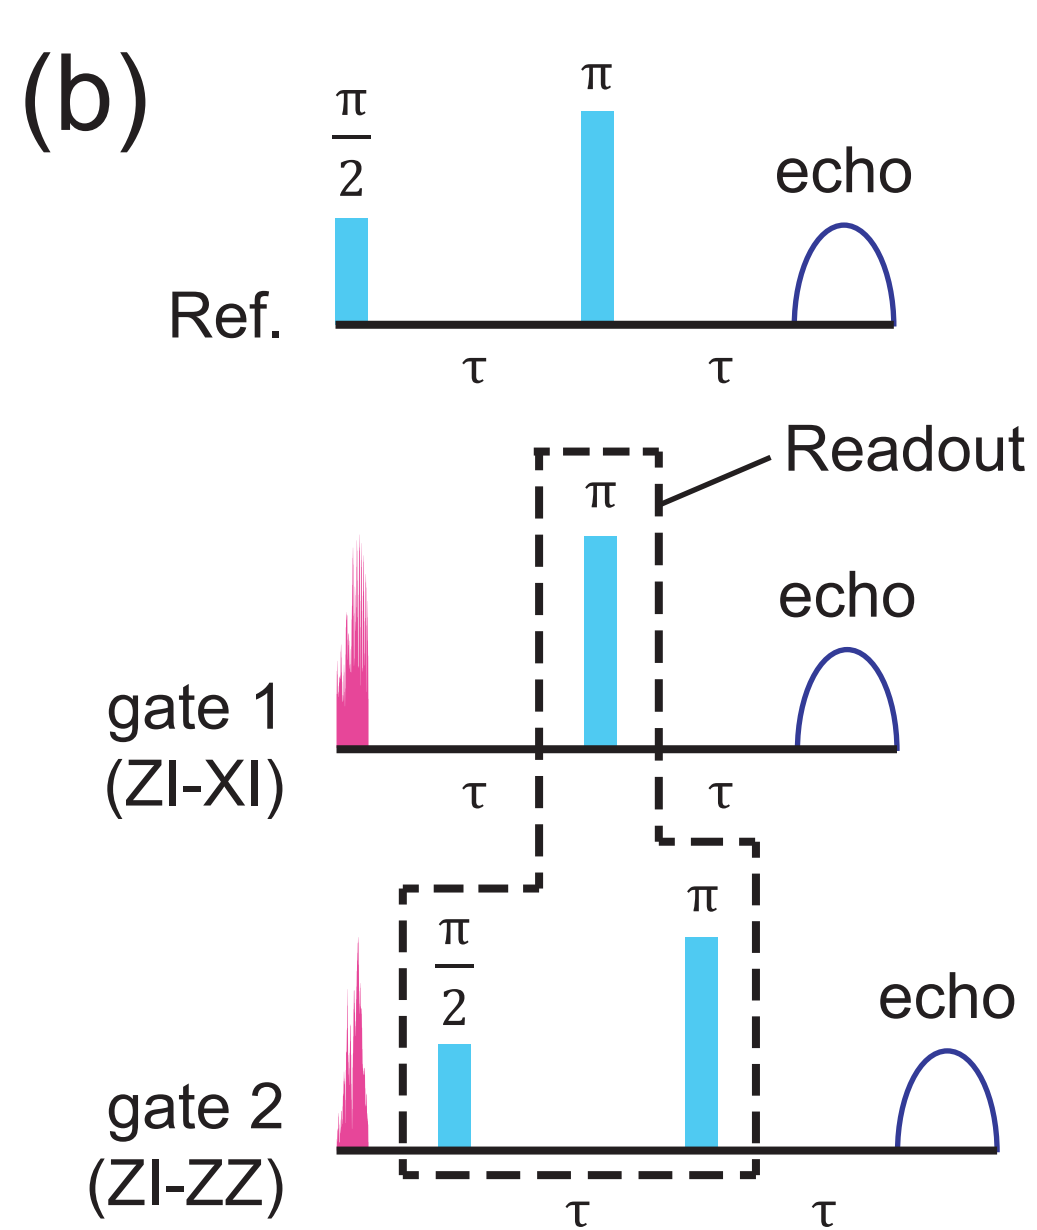 (b)
π/2
π
echo
Ref.
τ
τ
Readout
π
echo
gate 1
(ZI-XI)
τ
τ
π/2
π
echo
gate 2
(ZI-ZZ)
τ
τ